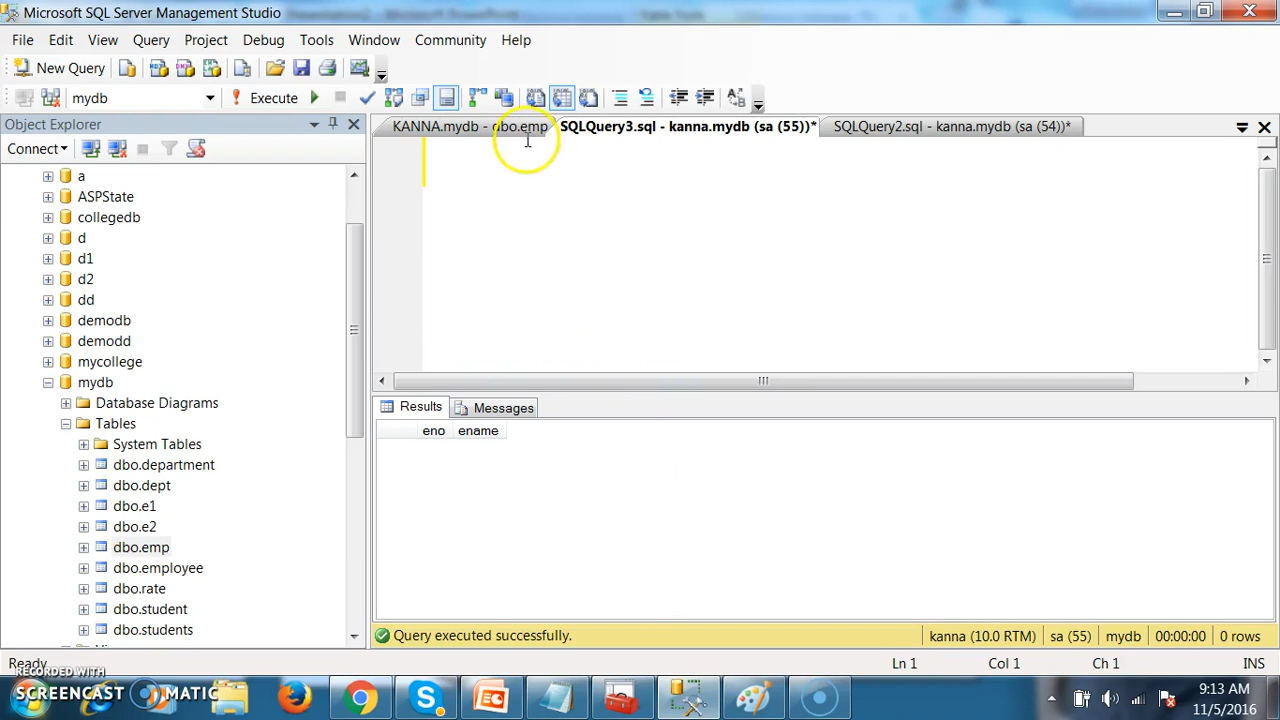 Microsoft SQL Server Management Studio
File Edit View Query Project Debug Tools Window Community Help
New Query
mydb Execute
Object Explorer
KANNA.mydb - dbo.emp SQLQuery3.sql - kanna.mydb (sa (55))* SQLQuery2.sql - kanna.mydb (sa (54))*
Connect
a
ASPState
collegedb
d
d1
d2
dd
demodb
demodd
mycollege
mydb
Database Diagrams
Tables
System Tables
dbo.department
dbo.dept
dbo.e1
dbo.e2
dbo.emp
dbo.employee
dbo.rate
dbo.student
dbo.students
Results Messages
eno ename
Query executed successfully. kanna (10.0 RTM) sa (55) mydb 00:00:00 0 rows
Ready Ln 1 Col 1 Ch 1 INS
RECORDED WITH
SCREENCAST MATIC
9:13 AM
11/5/2016